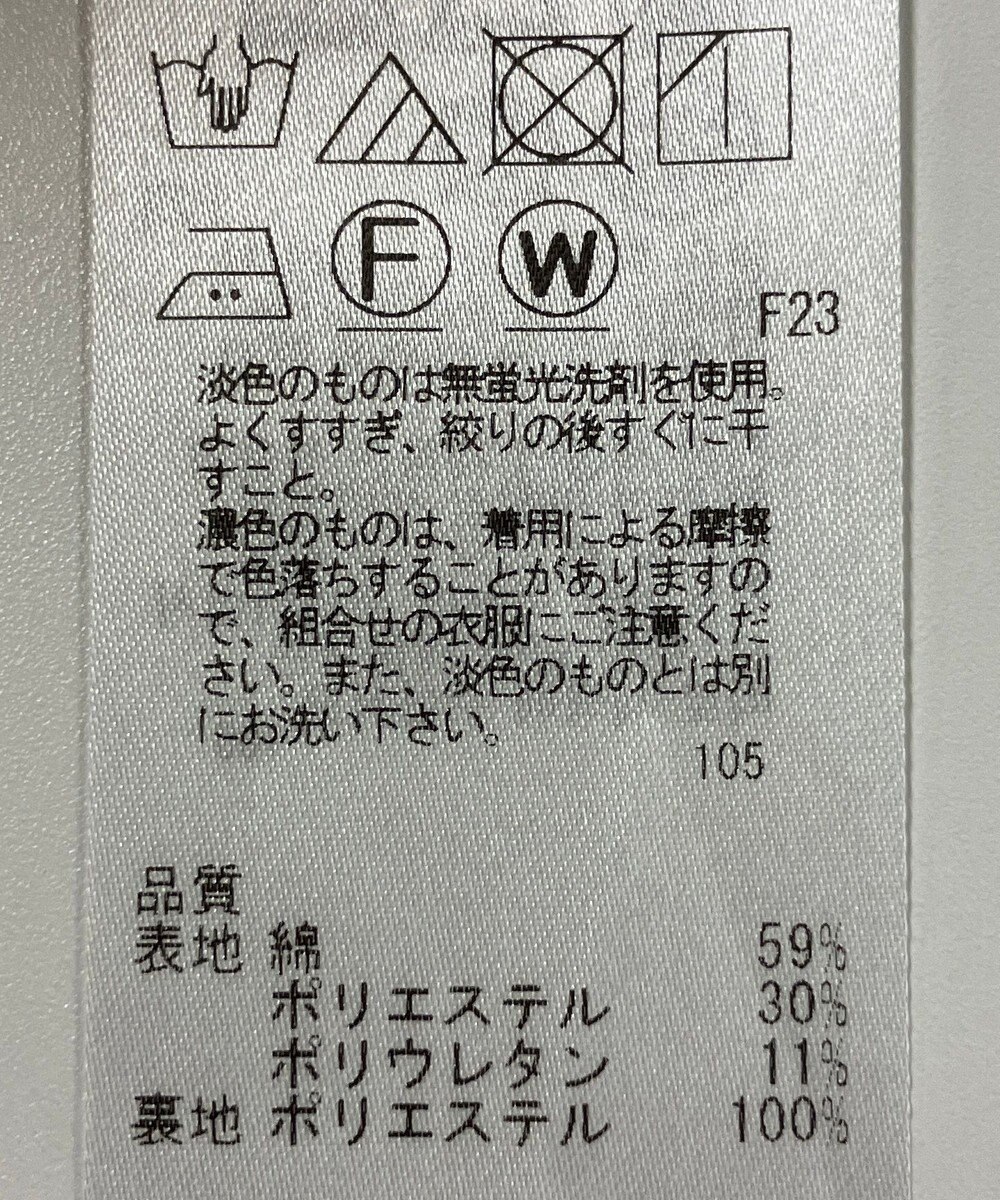 F
W
F23
淡色のものは無蛍光洗剤を使用。
よくすすぎ、絞りの後すぐに干
すこと。
濃色のものは、着用による摩擦
で色落ちすることがありますの
で、組合せの衣服にご注意くだ
さい。また、淡色のものとは別
にお洗い下さい。
105
品質
表地 綿 59%
ポリエステル 30%
ポリウレタン 11%
裏地 ポリエステル 100%